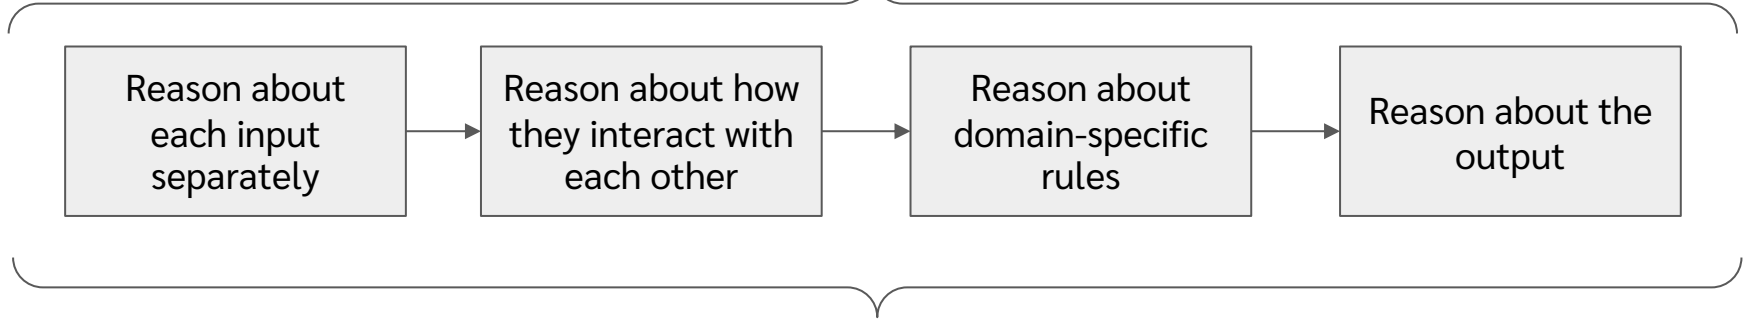 Reason about
each input
separately
Reason about how
they interact with
each other
Reason about
domain-specific
rules
Reason about the
output